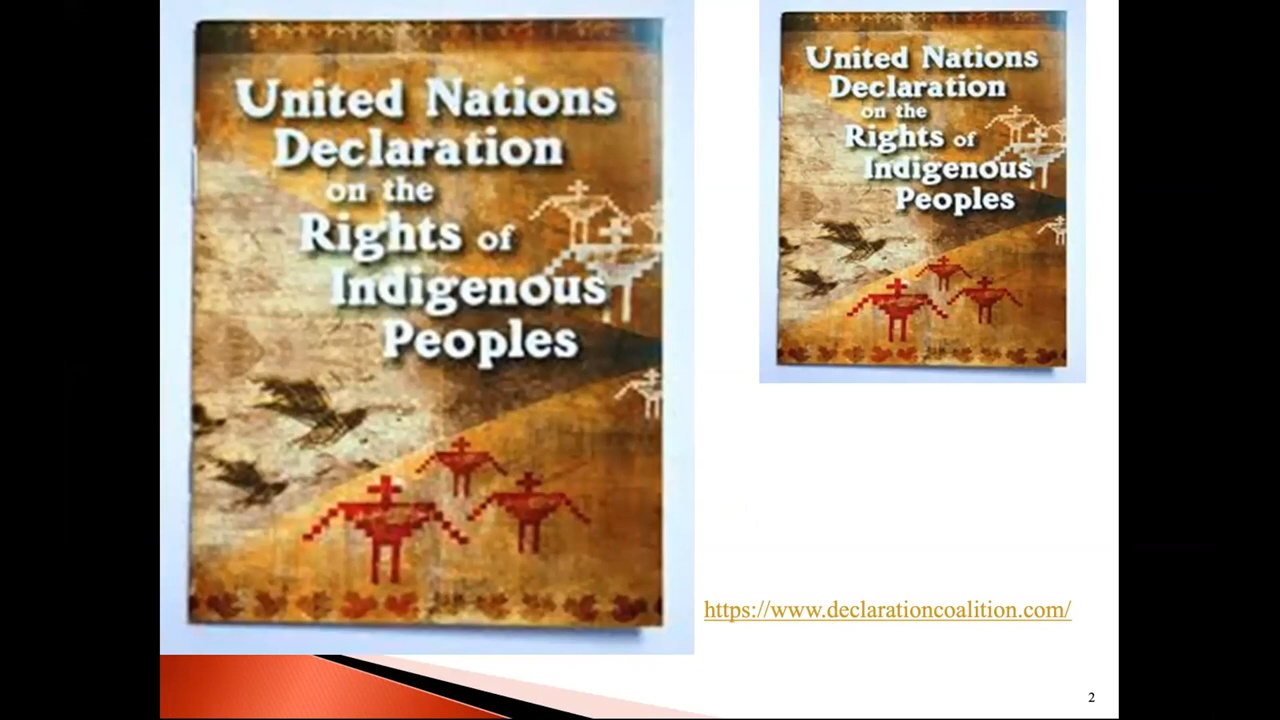 United Nations
Declaration
on the
Rights of
Indigenous
Peoples
United Nations
Declaration
on the
Rights of
Indigenous
Peoples
https://www.declarationcoalition.com/
2